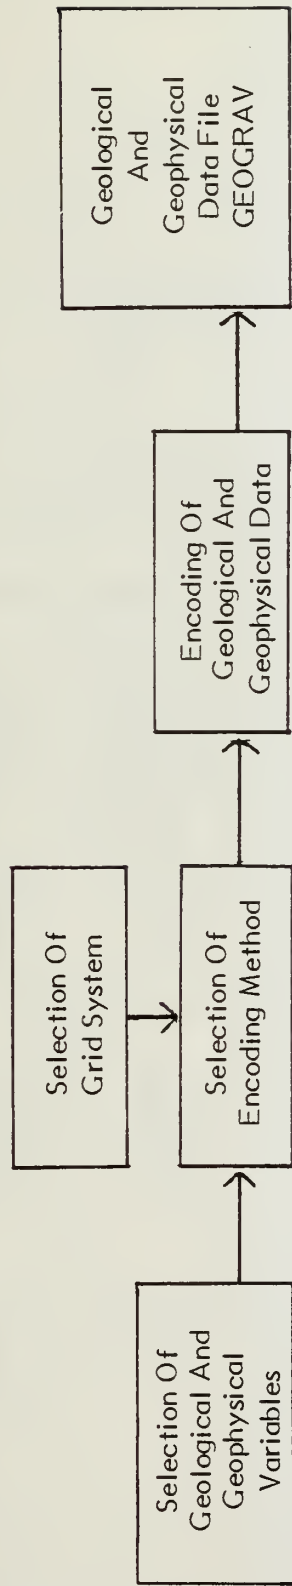 Selection Of
Geological And
Geophysical
Variables
Selection Of
Grid System
Selection Of
Encoding Method
Encoding Of
Geological And
Geophysical Data
Geological
And
Geophysical
Data File
GEOGRAV